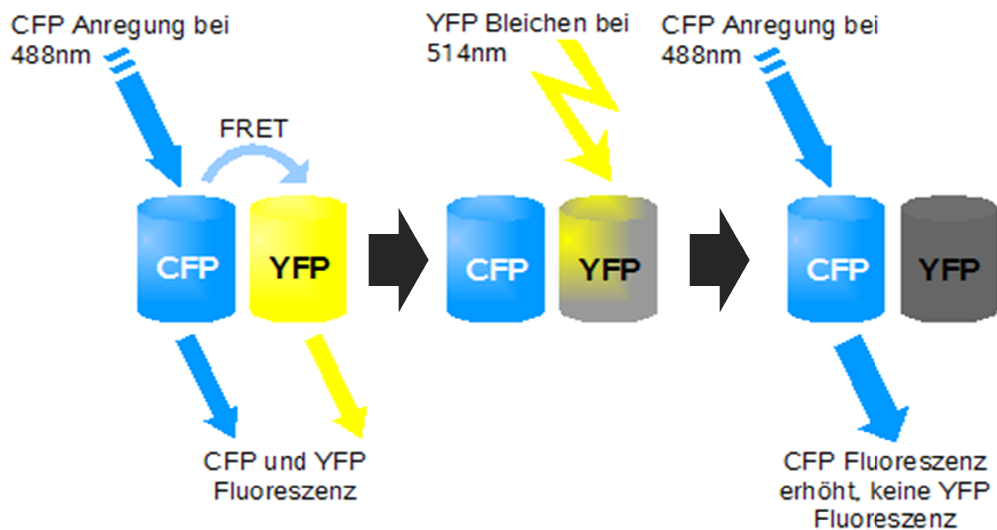 CFP Anregung bei
488nm
FRET
CFP
YFP
CFP und YFP
Fluoreszenz
YFP Bleichen bei
514nm
CFP
YFP
CFP Anregung bei
488nm
CFP
YFP
CFP Fluoreszenz
erhöht, keine YFP
Fluoreszenz